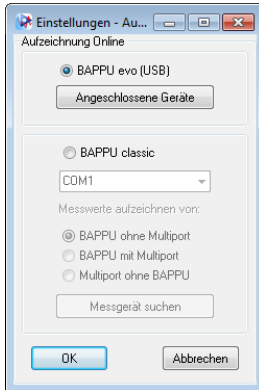 Einstellungen - Au...
Aufzeichnung Online
BAPPU evo (USB)
Angeschlossene Geräte
BAPPU classic
COM1
Messwerte aufzeichnen von:
BAPPU ohne Multiport
BAPPU mit Multiport
Multiport ohne BAPPU
Messgerät suchen
OK
Abbrechen